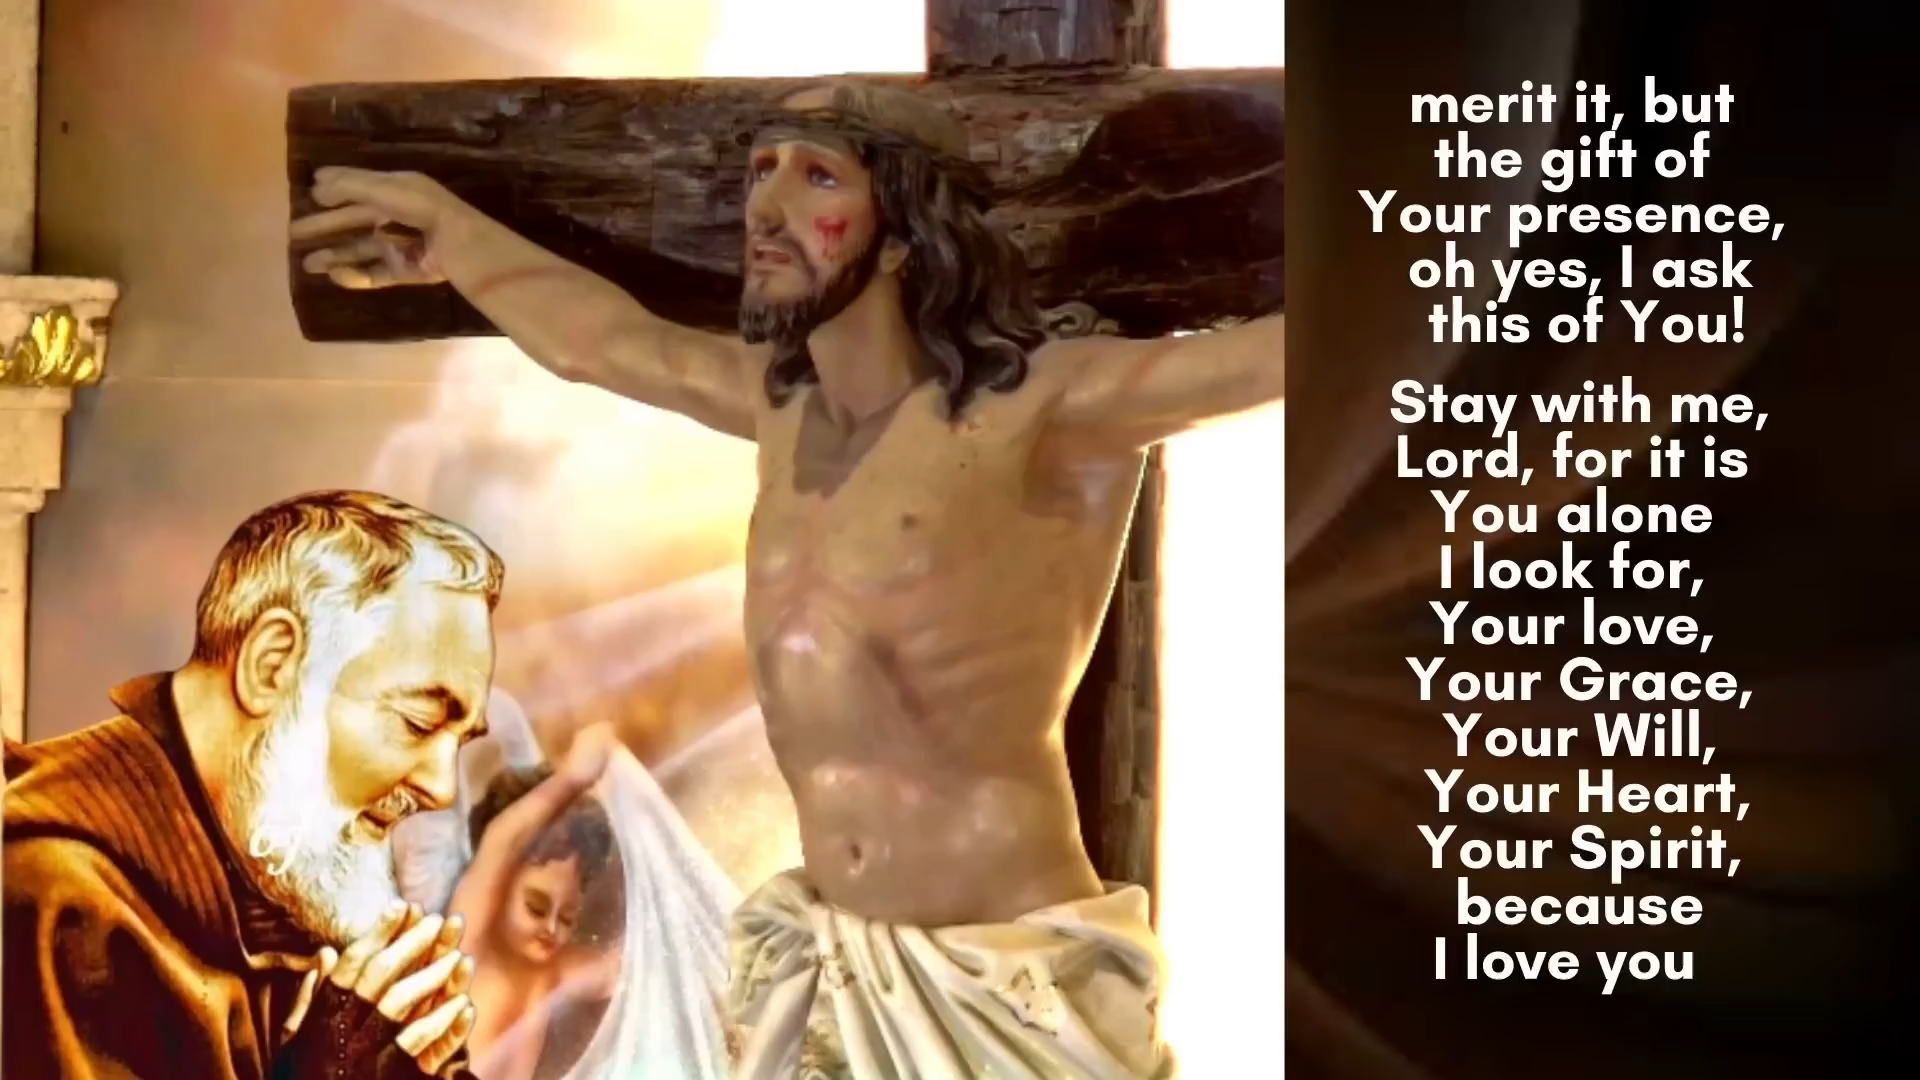 merit it, but
the gift of
Your presence,
oh yes, I ask
this of You!
Stay with me,
Lord, for it is
You alone
I look for,
Your love,
Your Grace,
Your Will,
Your Heart,
Your Spirit,
because
I love you